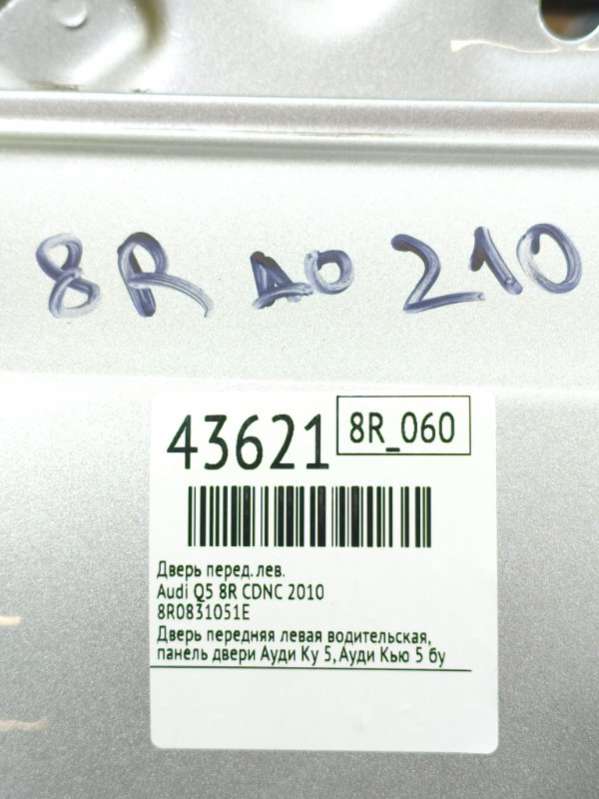 8R до 210
43621
8R_060
Дверь перед.лев.
Audi Q5 8R CDNC 2010
8R0831051E
Дверь передняя левая водительская,
панель двери Ауди Ку 5, Ауди Кью 5 бу